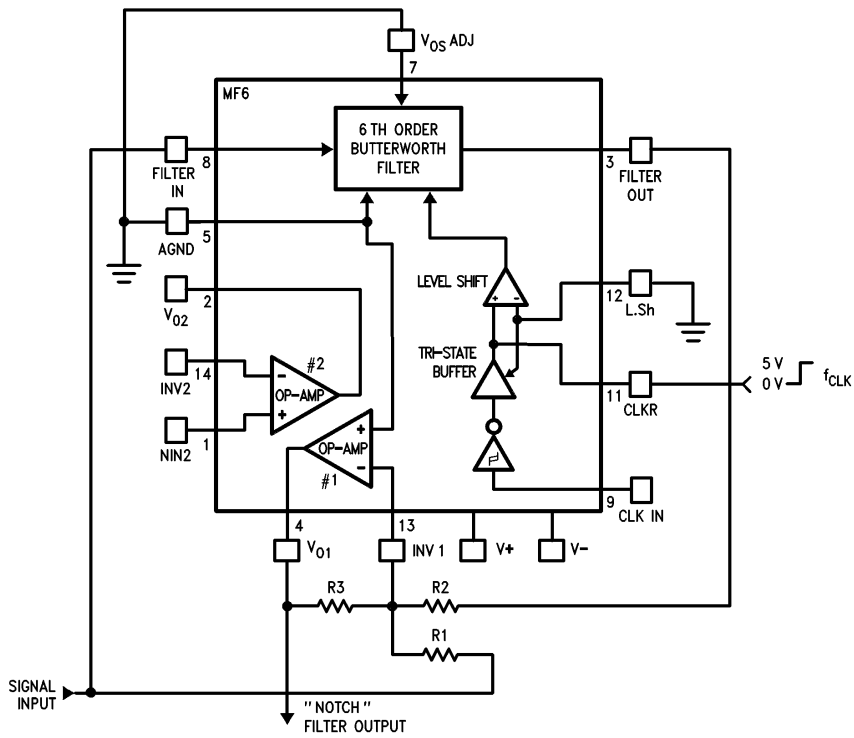 V_OS ADJ
7
MF6
6 TH ORDER
BUTTERWORTH
FILTER
8
FILTER
IN
3
FILTER
OUT
5
AGND
LEVEL SHIFT
+ -
12
L.Sh
2
V_O2
#2
TRI-STATE
BUFFER
5 V
0 V
f_CLK
14
INV2
-
OP-AMP
+
11
CLKR
1
NIN2
+
OP-AMP
-
#1
9
CLK IN
4
13
V_O1
INV 1
V+
V-
R3
R2
R1
SIGNAL
INPUT
"NOTCH"
FILTER OUTPUT